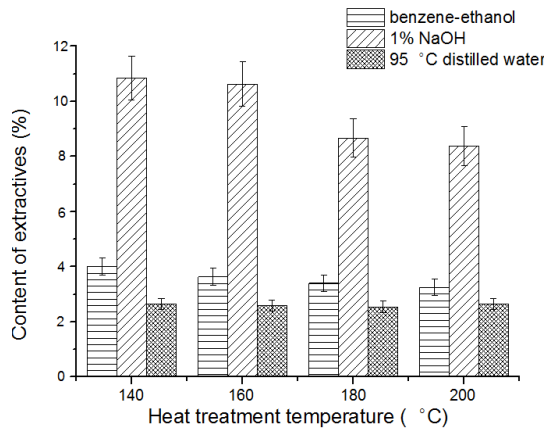 benzene-ethanol
1% NaOH
95 °C distilled water
Content of extractives (%)
12
10
8
6
4
2
0
140 160 180 200
Heat treatment temperature ( °C)